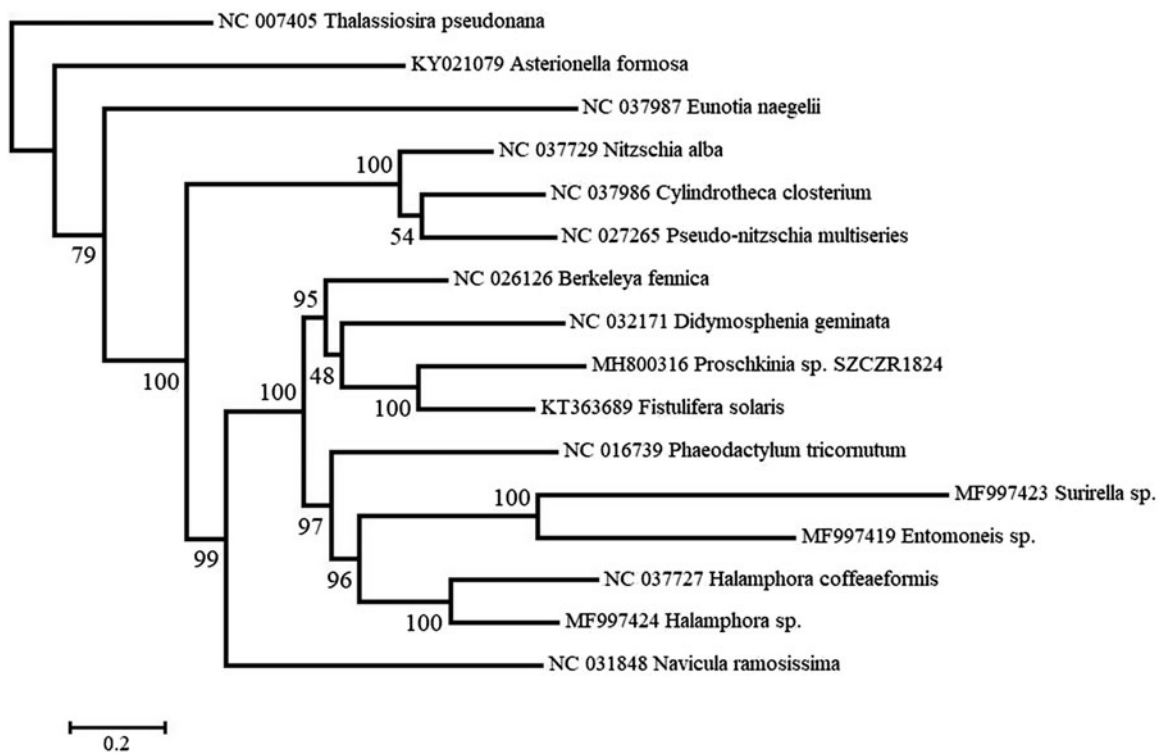 NC 007405 Thalassiosira pseudonana
KY021079 Asterionella formosa
NC 037987 Eunotia naegelii
NC 037729 Nitzschia alba
100
NC 037986 Cylindrotheca closterium
NC 027265 Pseudo-nitzschia multiseries
54
79
NC 026126 Berkeleya fennica
95
NC 032171 Didymosphenia geminata
MH800316 Proschkinia sp. SZCZR1824
48
100
100
100
KT363689 Fistulifera solaris
NC 016739 Phaeodactylum tricornutum
MF997423 Surirella sp.
100
97
MF997419 Entomoneis sp.
99
96
NC 037727 Halamphora coffeaeformis
100
MF997424 Halamphora sp.
NC 031848 Navicula ramosissima
0.2